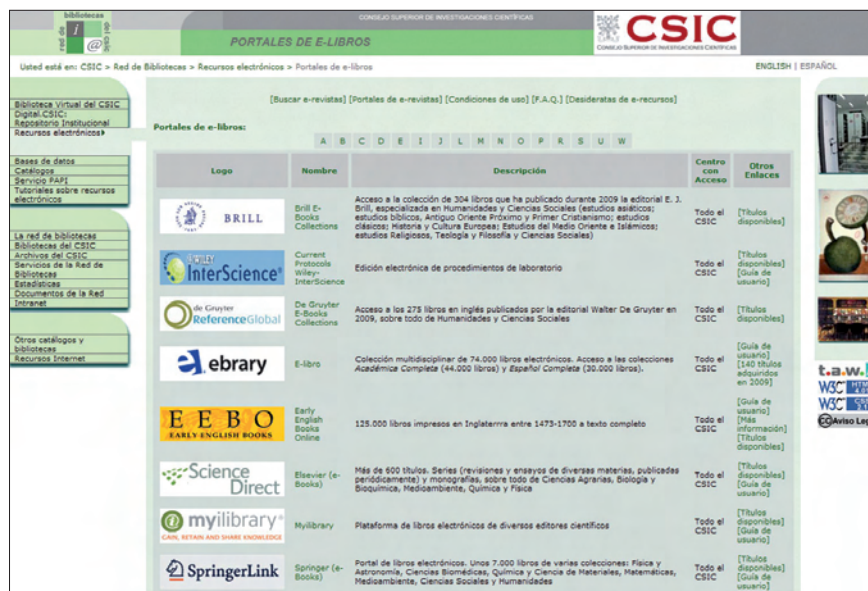 bibliotecas
red de
i
@
del csic
CONSEJO SUPERIOR DE INVESTIGACIONES CIENTÍFICAS
PORTALES DE E-LIBROS
CSIC
CONSEJO SUPERIOR DE INVESTIGACIONES CIENTÍFICAS
Usted está en: CSIC > Red de Bibliotecas > Recursos electrónicos > Portales de e-libros
ENGLISH | ESPAÑOL
Biblioteca Virtual del CSIC
Digital.CSIC:
Repositorio Institucional
Recursos electrónicos
Bases de datos
Catálogos
Servicio PAPI
Tutoriales sobre recursos
electrónicos
La red de bibliotecas
Bibliotecas del CSIC
Archivos del CSIC
Servicios de la Red de
Bibliotecas
Estadísticas
Documentos de la Red
Intranet
Otros catálogos y
bibliotecas
Recursos Internet
[Buscar e-revistas] [Portales de e-revistas] [Condiciones de uso] [F.A.Q.] [Desideratas de e-recursos]
Portales de e-libros:
A B C D E I J L M N O P R S U W
Logo Nombre Descripción Centro con Acceso Otros Enlaces
BRILL
Brill E-
Books
Collections
Acceso a la colección de 304 libros que ha publicado durante 2009 la editorial E. J.
Brill, especializada en Humanidades y Ciencias Sociales (estudios asiáticos;
estudios bíblicos, Antiguo Oriente Próximo y Primer Cristianismo; estudios
clásicos; Historia y Cultura Europea; Estudios del Medio Oriente e Islámicos;
estudios Religiosos, Teología y Filosofía y Ciencias Sociales)
Todo el
CSIC
[Títulos
disponibles]
WILEY
InterScience®
Current
Protocols
Wiley-
InterScience
Edición electrónica de procedimientos de laboratorio
Todo el
CSIC
[Títulos
disponibles]
[Guía de
usuario]
de Gruyter
ReferenceGlobal
De Gruyter
E-Books
Collections
Acceso a los 275 libros en inglés publicados por la editorial Walter De Gruyter en
2009, sobre todo de Humanidades y Ciencias Sociales
Todo el
CSIC
[Títulos
disponibles]
ebrary
E-libro
Colección multidisciplinar de 74.000 libros electrónicos. Acceso a las colecciones
Académica Completa (44.000 libros) y Español Completa (30.000 libros).
Todo el
CSIC
[Guía de
usuario]
[140 títulos
adquiridos
en 2009]
EEBO
EARLY ENGLISH BOOKS
Early
English
Books
Online
125.000 libros impresos en Inglaterrra entre 1473-1700 a texto completo
Todo el
CSIC
[Guía de
usuario]
[Más
información]
[Títulos
disponibles]
Science
Direct
Elsevier (e-
Books)
Más de 600 títulos. Series (revisiones y ensayos de diversas materias, publicadas
periódicamente) y monografías, sobre todo de Ciencias Agrarias, Biología y
Bioquímica, Medioambiente, Química y Física
Todo el
CSIC
[Títulos
disponibles]
[Guía de
usuario]
myilibrary®
GAIN, RETAIN AND SHARE KNOWLEDGE
Myilibrary
Plataforma de libros electrónicos de diversos editores científicos
Todo el
CSIC
[Títulos
disponibles]
[Guía de
usuario]
SpringerLink
Springer (e-
Books)
Portal de libros electrónicos. Unos 7.000 libros de varias colecciones: Física y
Astronomía, Ciencias Biomédicas, Química y Ciencia de Materiales, Matemáticas,
Medioambiente, Ciencias Sociales y Humanidades
Todo el
CSIC
[Títulos
disponibles]
[Guía de
usuario]
t.a.w.
W3C HTM
W3C CSS
Aviso Leg